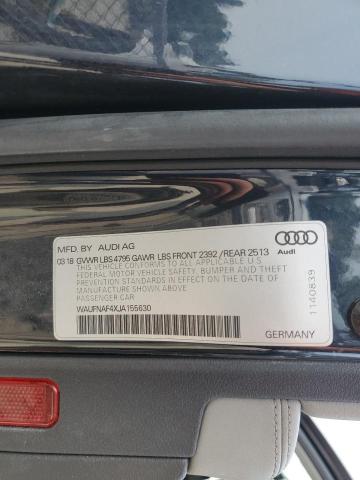 MFD. BY AUDI AG
03 18 GVWR LBS 4795 GAWR LBS FRONT 2392 / REAR 2513
THIS VEHICLE CONFORMS TO ALL APPLICABLE U.S.
FEDERAL MOTOR VEHICLE SAFETY, BUMPER AND THEFT
PREVENTION STANDARDS IN EFFECT ON THE DATE OF
MANUFACTURE SHOWN ABOVE.
PASSENGER CAR
WAUFNAF4XJA155630
Audi
1140839
GERMANY